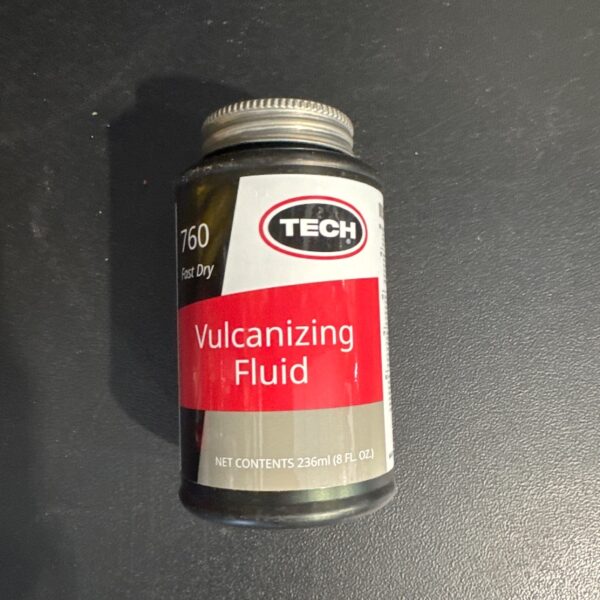 TECH®
760
Fast Dry
Vulcanizing
Fluid
NET CONTENTS 236ml (8 FL. OZ.)